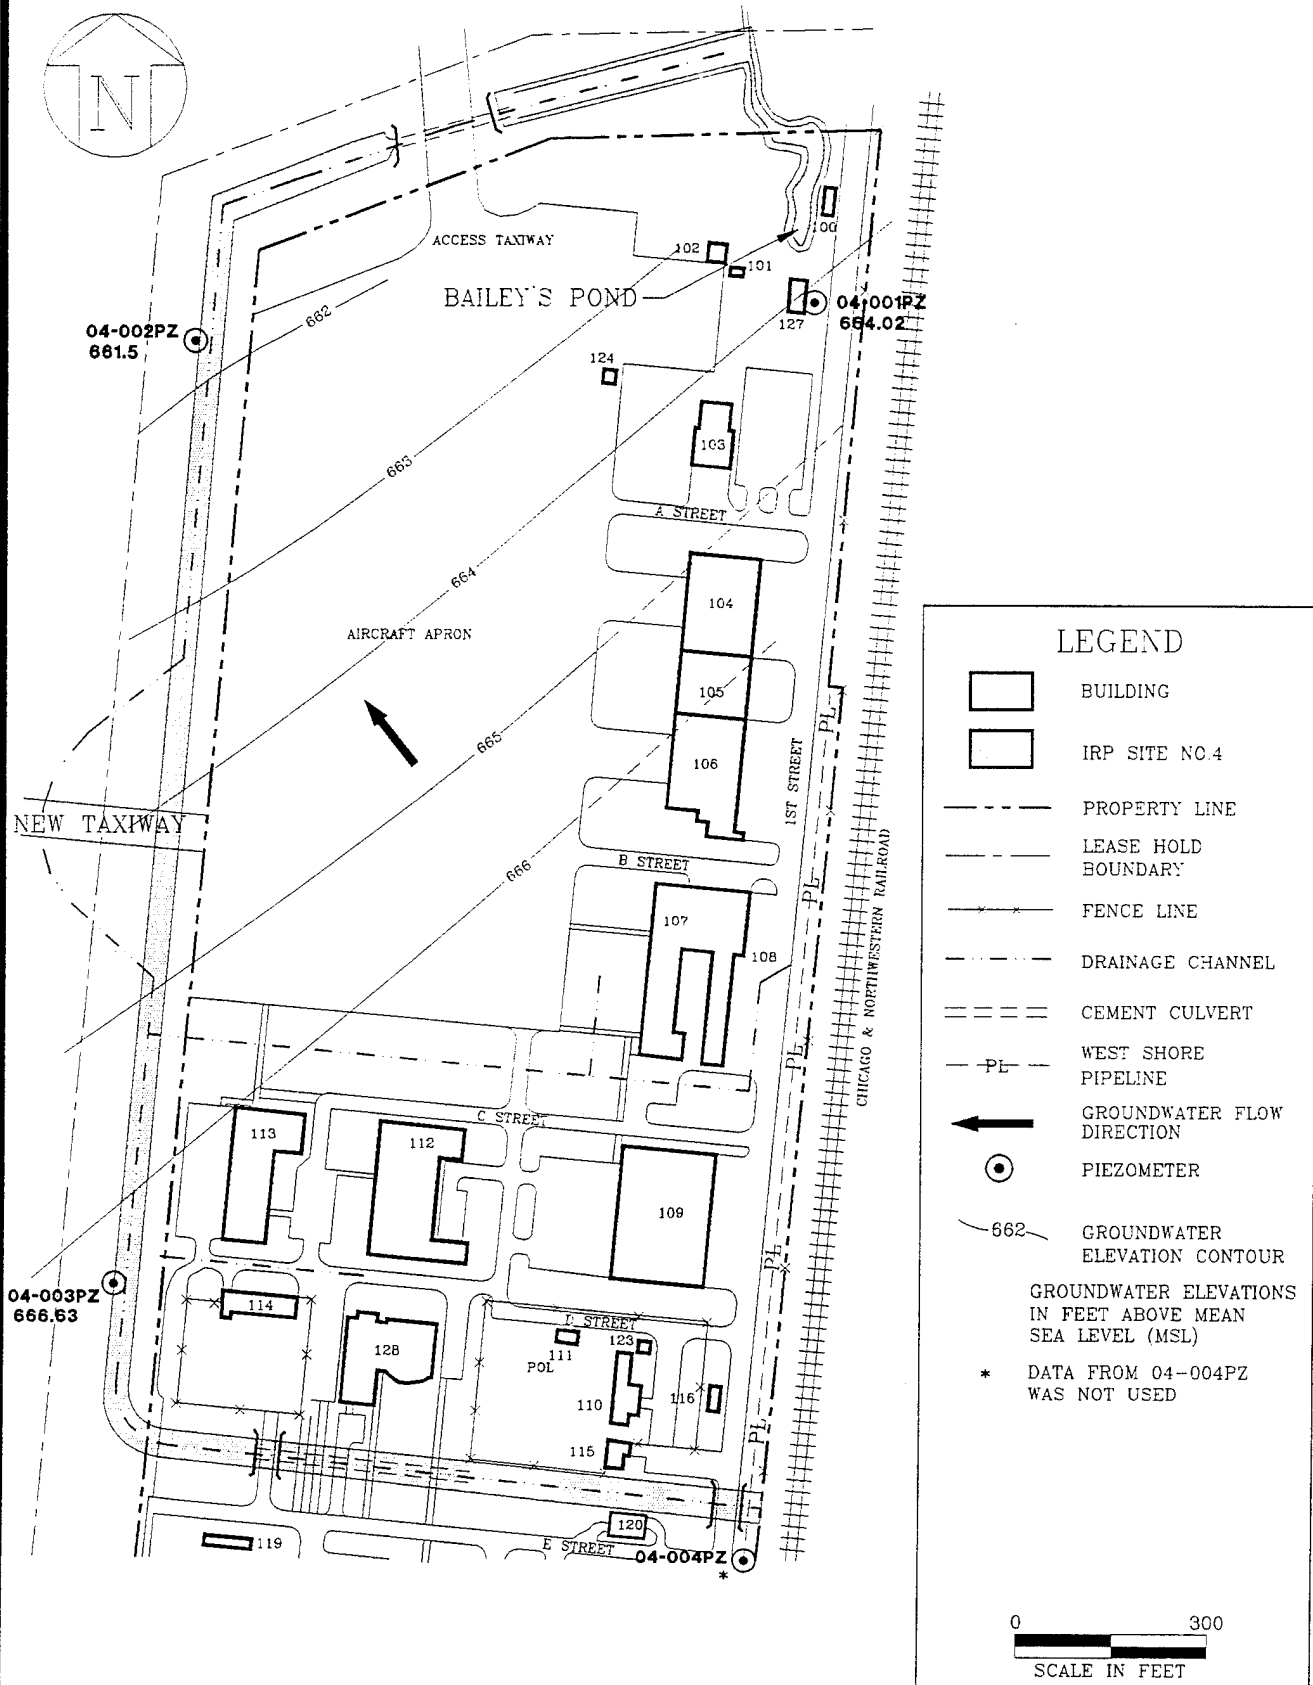 N
ACCESS TAXIWAY
102
100
101
BAILEY'S POND
04-001PZ
664.02
127
04-002PZ
661.5
662
124
103
663
A STREET
664
104
AIRCRAFT APRON
105
665
106
1ST STREET
PL
NEW TAXIWAY
B STREET
666
107
108
PL
CHICAGO & NORTHWESTERN RAILROAD
PL
C STREET
113
112
109
PL
04-003PZ
666.63
114
D STREET
128
111
123
POL
110
116
PL
115
120
119
E STREET
04-004PZ
*
LEGEND
BUILDING
IRP SITE NO.4
PROPERTY LINE
LEASE HOLD
BOUNDARY
FENCE LINE
DRAINAGE CHANNEL
CEMENT CULVERT
PL
WEST SHORE
PIPELINE
GROUNDWATER FLOW
DIRECTION
PIEZOMETER
662
GROUNDWATER
ELEVATION CONTOUR
GROUNDWATER ELEVATIONS
IN FEET ABOVE MEAN
SEA LEVEL (MSL)
* DATA FROM 04-004PZ
WAS NOT USED
0 300
SCALE IN FEET